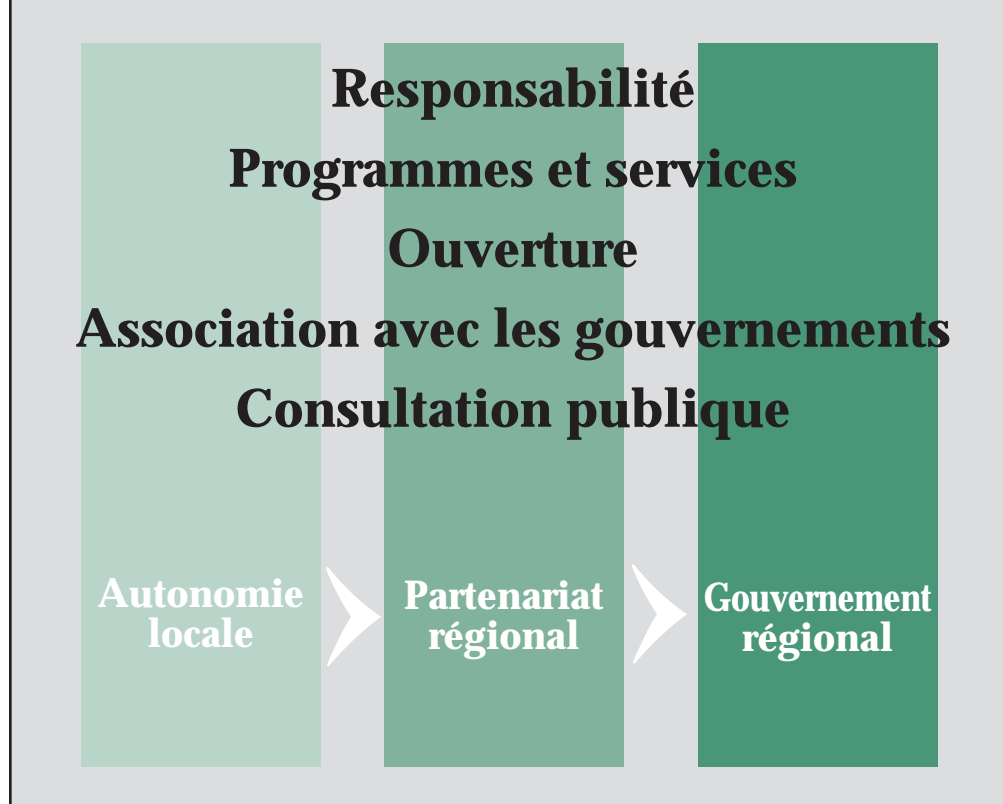 Responsabilité
Programmes et services
Ouverture
Association avec les gouvernements
Consultation publique
Autonomie
locale
Partenariat
régional
Gouvernement
régional